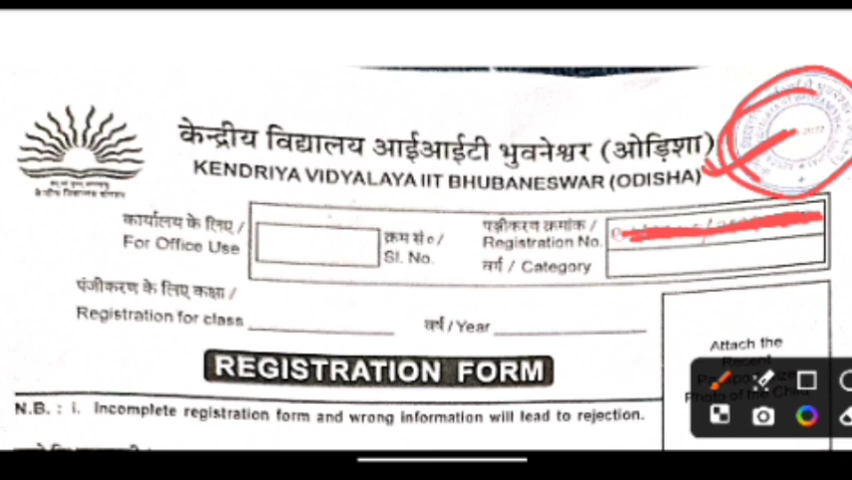 केन्द्रीय विद्यालय आईआईटी भुवनेश्वर (ओड़िशा)
KENDRIYA VIDYALAYA IIT BHUBANESWAR (ODISHA)
कार्यालय के लिए /
For Office Use
क्रम सं० /
Sl. No.
पञ्जीकरण क्रमांक /
Registration No.
वर्ग / Category
पंजीकरण के लिए कक्षा /
Registration for class
वर्ष / Year
REGISTRATION FORM
Attach the
Photo of the Child
N.B. : i. Incomplete registration form and wrong information will lead to rejection.